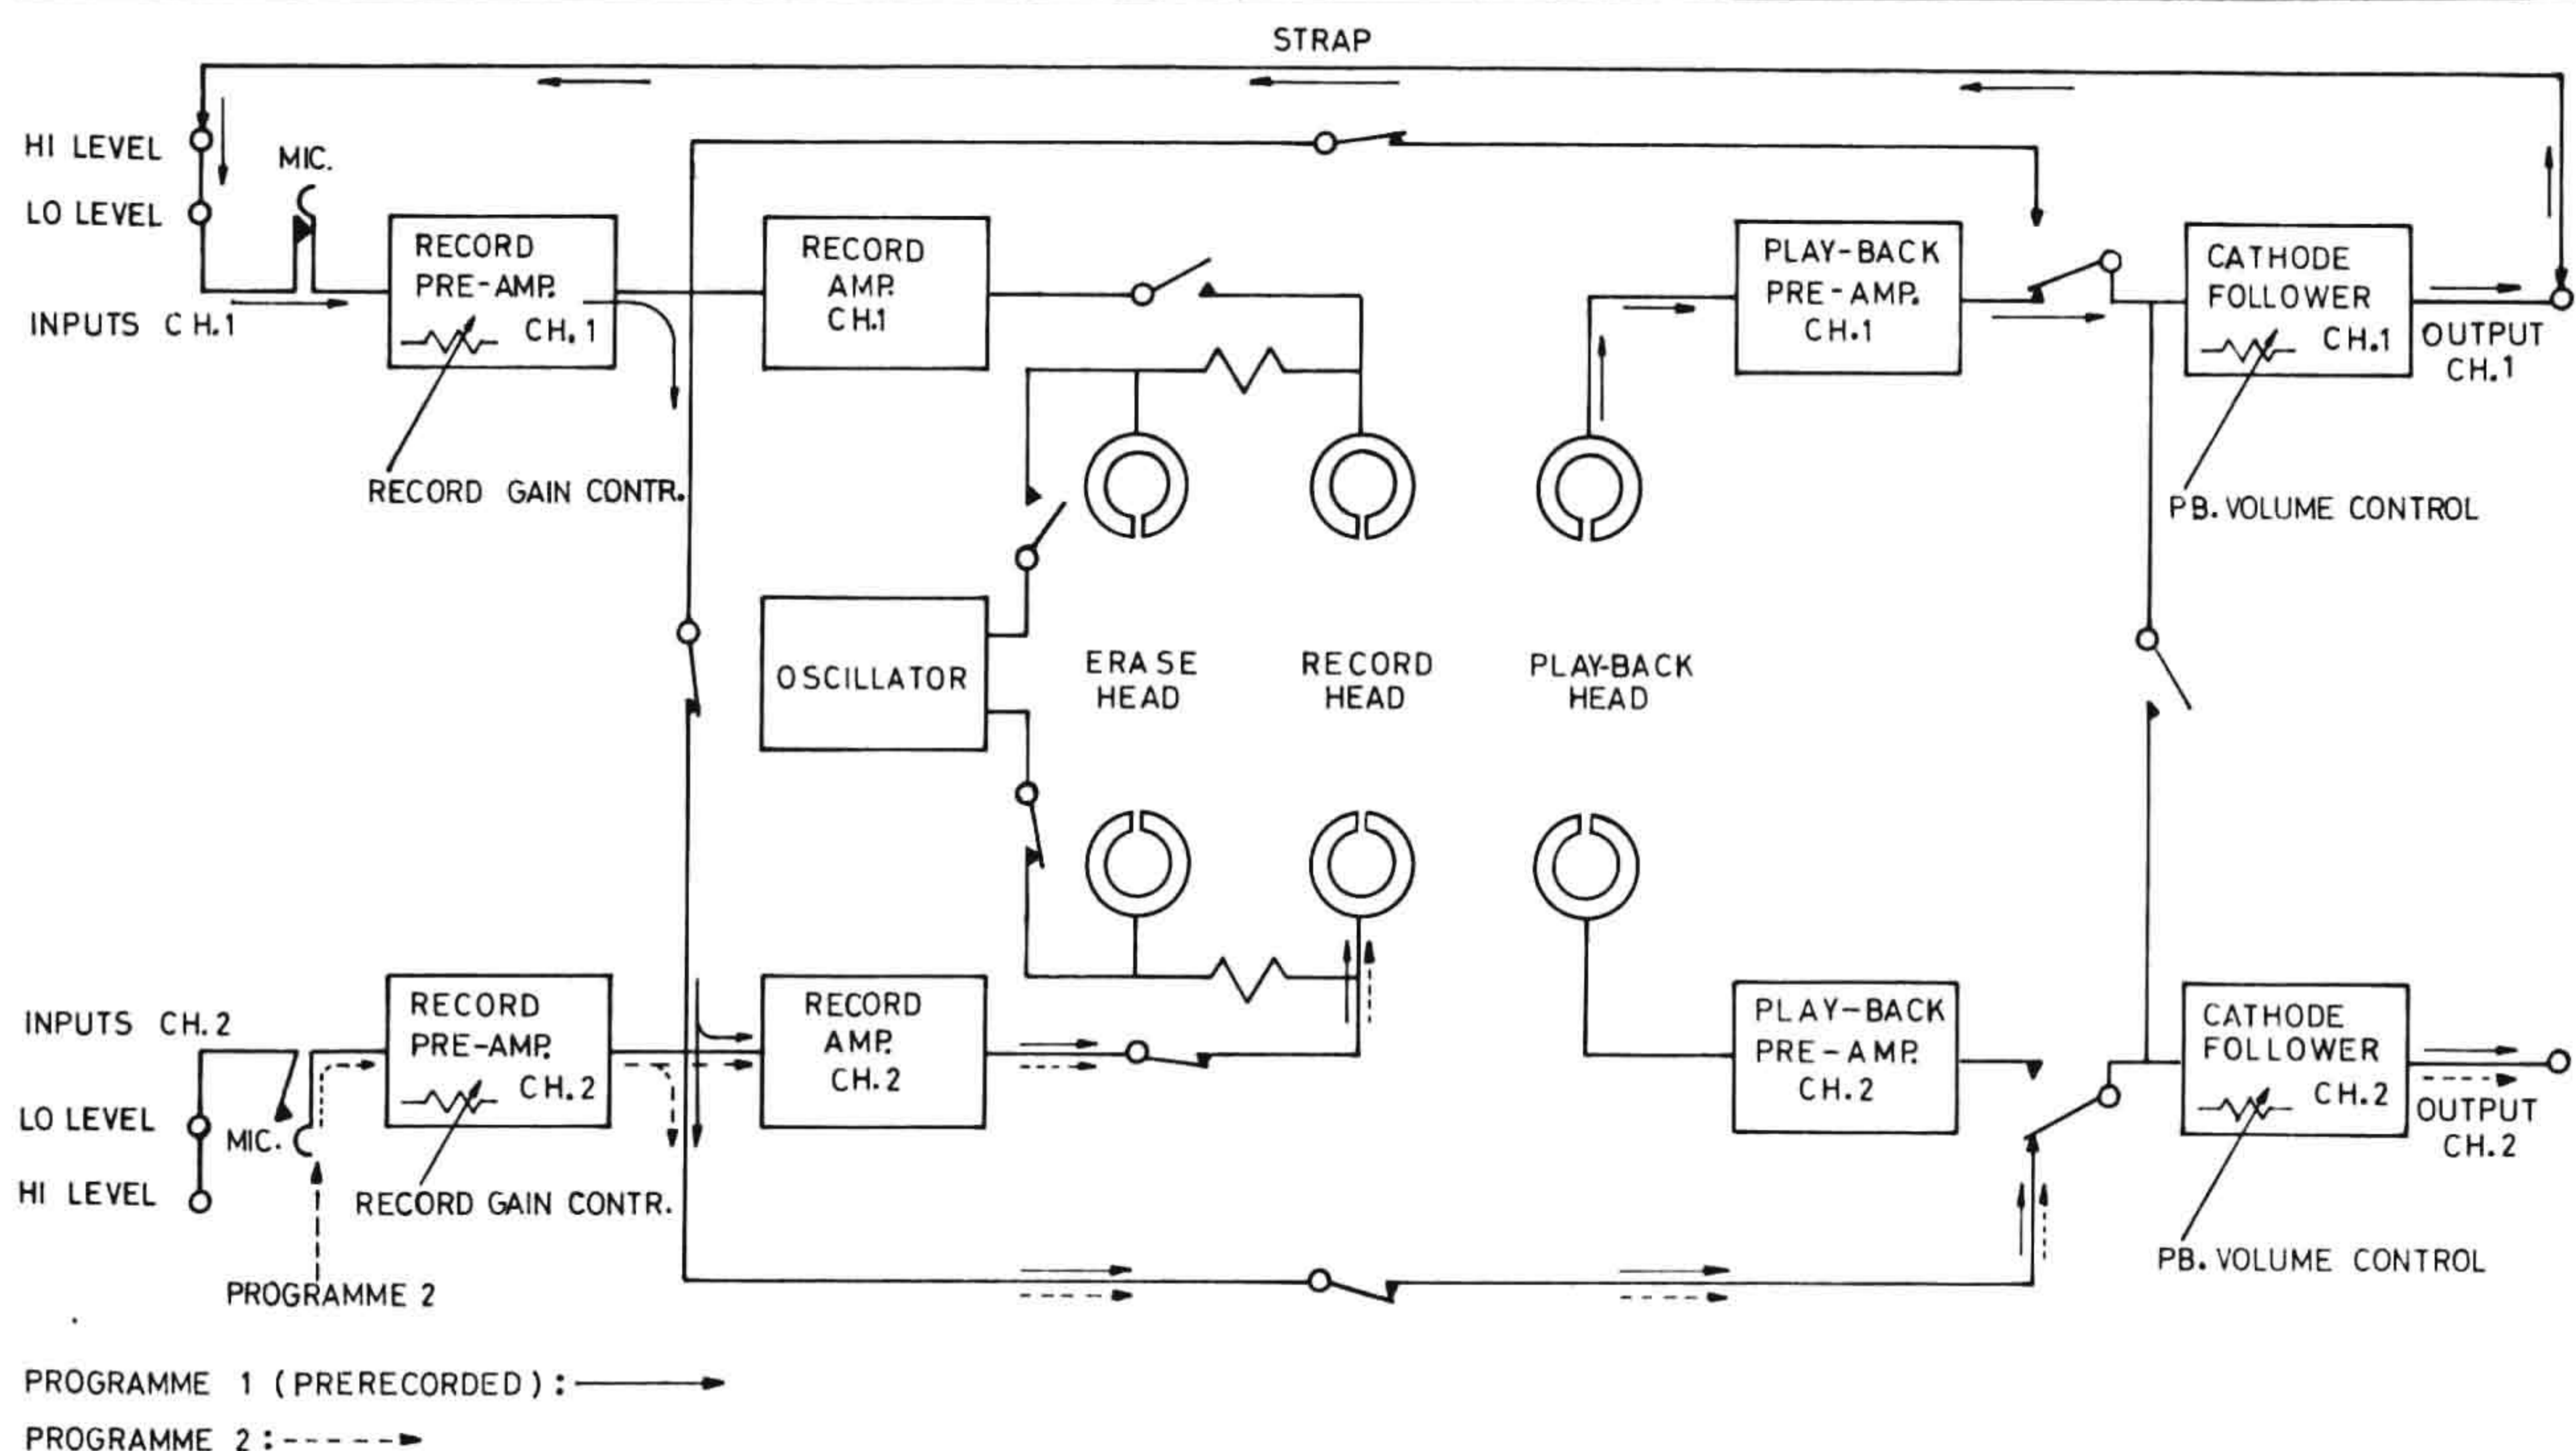 STRAP
HI LEVEL
MIC.
LO LEVEL
INPUTS CH.1
RECORD
PRE-AMP.
CH.1
RECORD GAIN CONTR.
RECORD
AMP.
CH.1
PLAY-BACK
PRE-AMP.
CH.1
CATHODE
FOLLOWER
CH.1
OUTPUT
CH.1
PB. VOLUME CONTROL
OSCILLATOR
ERASE
HEAD
RECORD
HEAD
PLAY-BACK
HEAD
INPUTS CH.2
LO LEVEL
MIC.
HI LEVEL
RECORD
PRE-AMP.
CH.2
RECORD GAIN CONTR.
PROGRAMME 2
RECORD
AMP.
CH.2
PLAY-BACK
PRE-AMP.
CH.2
CATHODE
FOLLOWER
CH.2
OUTPUT
CH.2
PB. VOLUME CONTROL
PROGRAMME 1 (PRERECORDED):
PROGRAMME 2: